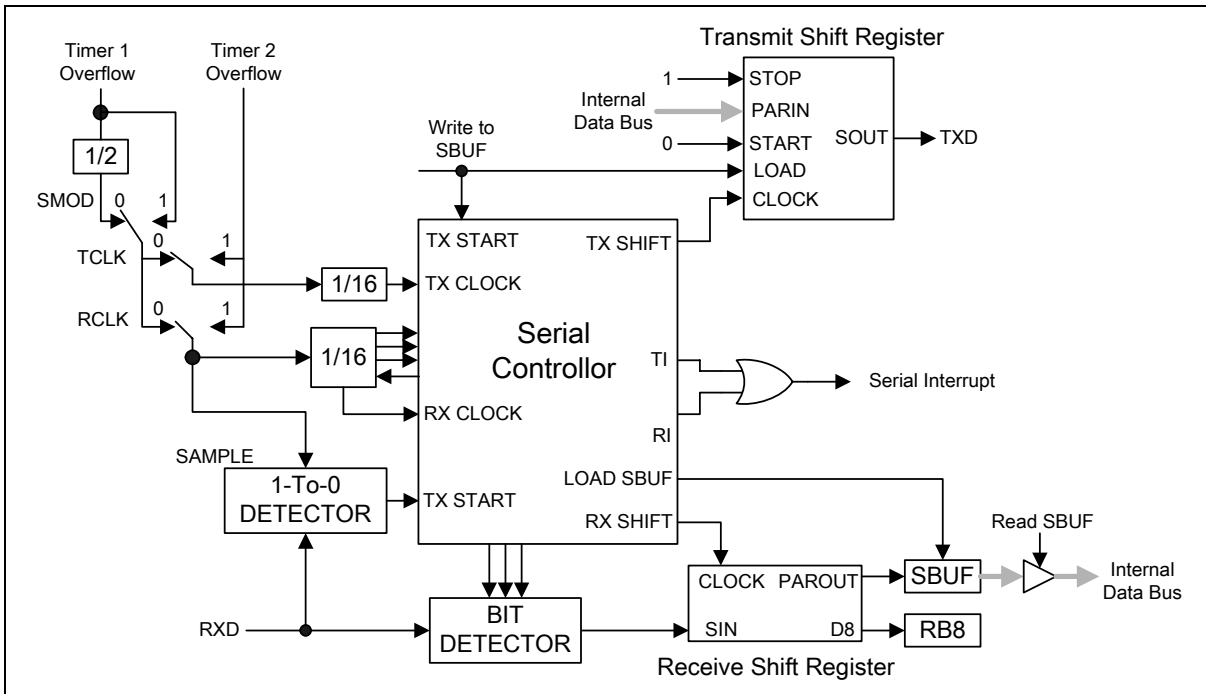 Timer 1
Overflow
Timer 2
Overflow
1/2
SMOD
0
1
TCLK
0
1
RCLK
0
1
1/16
1/16
Write to
SBUF
Transmit Shift Register
1
Internal
Data Bus
0
STOP
PARIN
START
LOAD
CLOCK
SOUT
TXD
TX START
TX SHIFT
TX CLOCK
Serial
Controllor
TI
RX CLOCK
RI
Serial Interrupt
SAMPLE
1-To-0
DETECTOR
TX START
LOAD SBUF
RX SHIFT
Read SBUF
CLOCK
PAROUT
SBUF
Internal
Data Bus
RXD
BIT
DETECTOR
SIN
D8
RB8
Receive Shift Register